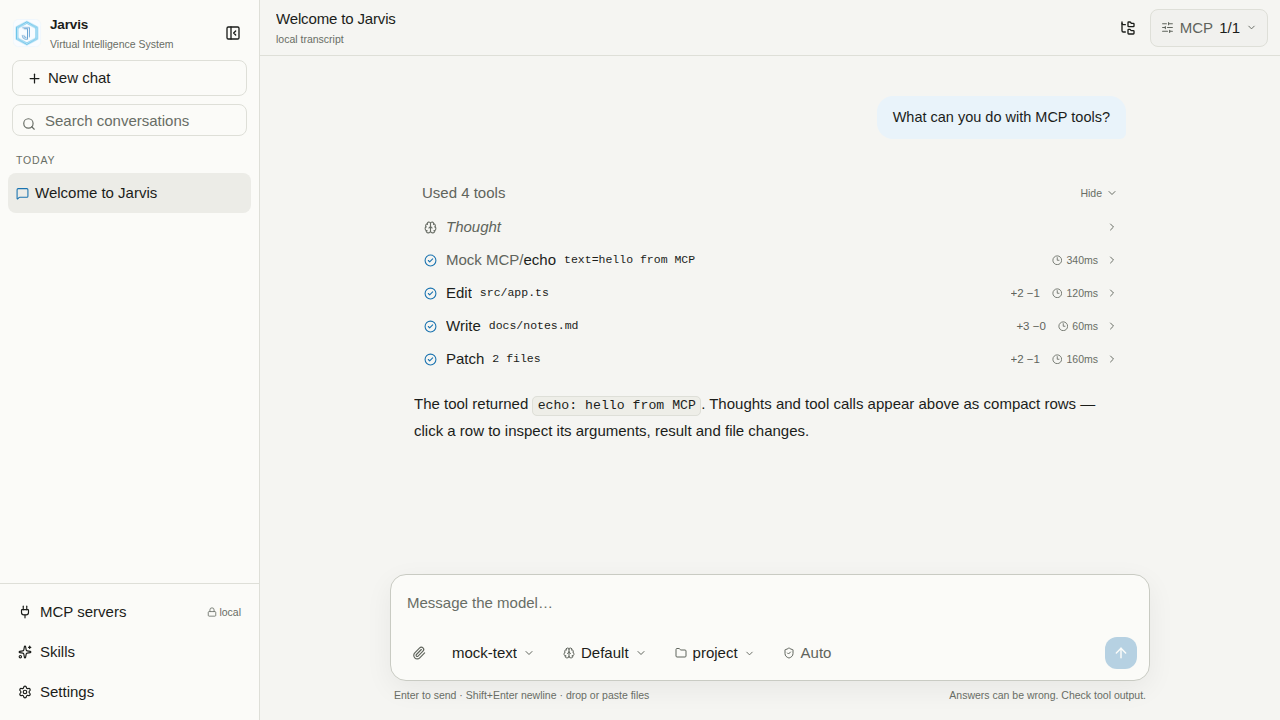 Jarvis
Virtual Intelligence System
New chat
Search conversations
TODAY
Welcome to Jarvis
MCP servers
local
Skills
Settings
Welcome to Jarvis
local transcript
MCP 1/1
What can you do with MCP tools?
Used 4 tools
Hide
Thought
Mock MCP/echo text=hello from MCP
340ms
Edit src/app.ts
+2 −1 120ms
Write docs/notes.md
+3 −0 60ms
Patch 2 files
+2 −1 160ms
The tool returned echo: hello from MCP. Thoughts and tool calls appear above as compact rows —
click a row to inspect its arguments, result and file changes.
Message the model…
mock-text Default project Auto
Enter to send · Shift+Enter newline · drop or paste files
Answers can be wrong. Check tool output.